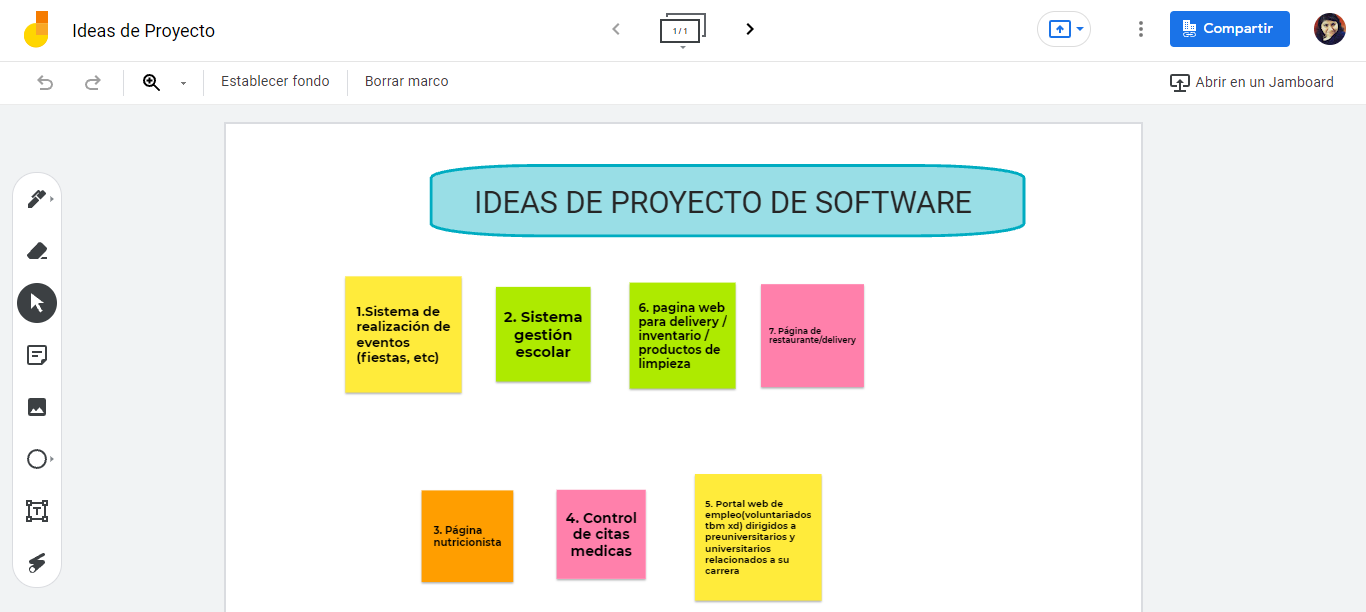 Ideas de Proyecto
1 / 1
Compartir
Establecer fondo
Borrar marco
Abrir en un Jamboard
IDEAS DE PROYECTO DE SOFTWARE
1.Sistema de
realización de
eventos
(fiestas, etc)
2. Sistema
gestión
escolar
6. pagina web
para delivery /
inventario /
productos de
limpieza
7. Página de
restaurante/delivery
3. Página
nutricionista
4. Control
de citas
medicas
5. Portal web de
empleo(voluntariados
tbm xd) dirigidos a
preuniversitarios y
universitarios
relacionados a su
carrera
T